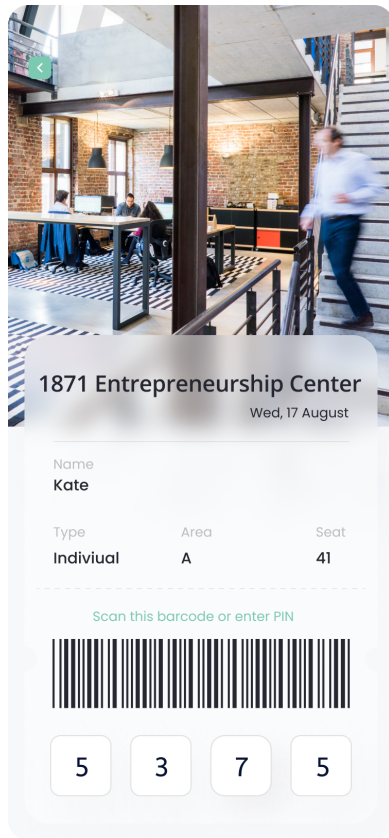 1871 Entrepreneurship Center
Wed, 17 August
Name
Kate
Type Area Seat
Indiviual A 41
Scan this barcode or enter PIN
5 3 7 5